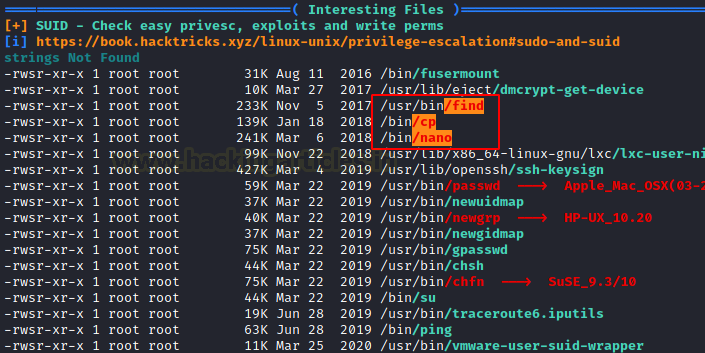 ════════════════════════════════════════( Interesting Files )════════════════════════════════════════
[+] SUID - Check easy privesc, exploits and write perms
[i] https://book.hacktricks.xyz/linux-unix/privilege-escalation#sudo-and-suid
strings Not Found
-rwsr-xr-x 1 root root 31K Aug 11 2016 /bin/fusermount
-rwsr-xr-x 1 root root 10K Mar 27 2017 /usr/lib/eject/dmcrypt-get-device
-rwsr-xr-x 1 root root 233K Nov 5 2017 /usr/bin/find
-rwsr-xr-x 1 root root 139K Jan 18 2018 /bin/cp
-rwsr-xr-x 1 root root 241K Mar 6 2018 /bin/nano
-rwsr-xr-x 1 root root 99K Nov 22 2018 /usr/lib/x86_64-linux-gnu/lxc/lxc-user-ni
-rwsr-xr-x 1 root root 427K Mar 4 2019 /usr/lib/openssh/ssh-keysign
-rwsr-xr-x 1 root root 59K Mar 22 2019 /usr/bin/passwd ---> Apple_Mac_OSX(03-2
-rwsr-xr-x 1 root root 37K Mar 22 2019 /usr/bin/newuidmap
-rwsr-xr-x 1 root root 40K Mar 22 2019 /usr/bin/newgrp ---> HP-UX_10.20
-rwsr-xr-x 1 root root 37K Mar 22 2019 /usr/bin/newgidmap
-rwsr-xr-x 1 root root 75K Mar 22 2019 /usr/bin/gpasswd
-rwsr-xr-x 1 root root 44K Mar 22 2019 /usr/bin/chsh
-rwsr-xr-x 1 root root 75K Mar 22 2019 /usr/bin/chfn ---> SuSE_9.3/10
-rwsr-xr-x 1 root root 44K Mar 22 2019 /bin/su
-rwsr-xr-x 1 root root 19K Jun 28 2019 /usr/bin/traceroute6.iputils
-rwsr-xr-x 1 root root 63K Jun 28 2019 /bin/ping
-rwsr-xr-x 1 root root 11K Mar 25 2020 /usr/bin/vmware-user-suid-wrapper